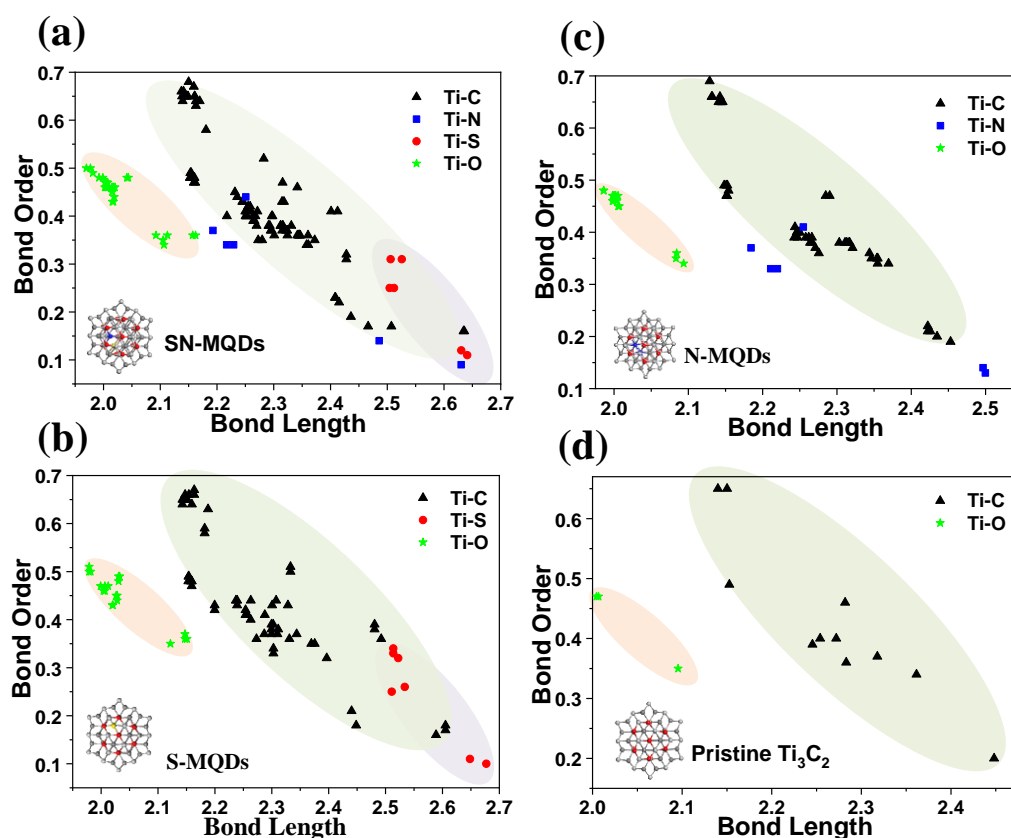 (a)
0.7
0.6
0.5
0.4
0.3
0.2
0.1
Bond Order
Ti-C
Ti-N
Ti-S
Ti-O
SN-MQDs
2.0 2.1 2.2 2.3 2.4 2.5 2.6 2.7
Bond Length
(c)
0.7
0.6
0.5
0.4
0.3
0.2
0.1
Bond Order
Ti-C
Ti-N
Ti-O
N-MQDs
2.0 2.1 2.2 2.3 2.4 2.5
Bond Length
(b)
0.7
0.6
0.5
0.4
0.3
0.2
0.1
Bond Order
Ti-C
Ti-S
Ti-O
S-MQDs
2.0 2.1 2.2 2.3 2.4 2.5 2.6 2.7
Bond Length
(d)
0.6
0.5
0.4
0.3
0.2
Bond Order
Ti-C
Ti-O
Pristine Ti₃C₂
2.0 2.1 2.2 2.3 2.4
Bond Length